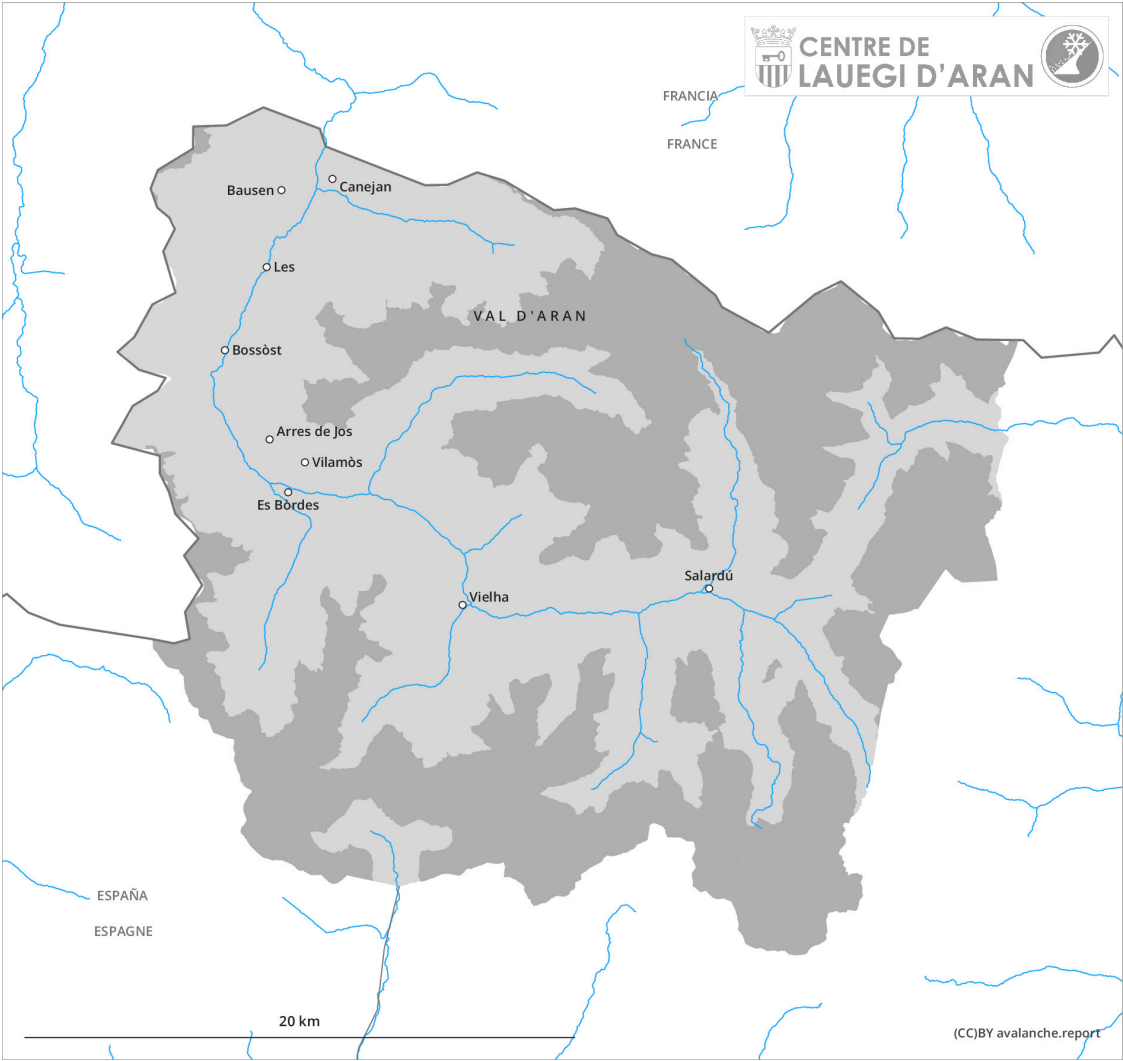 CENTRE DE
LAUEGI D'ARAN
FRANCIA
FRANCE
Canejan
Bausen
Les
VAL D'ARAN
Bossòst
Arres de Jos
Vilamòs
Es Bòrdes
Salardú
Vielha
ESPAÑA
ESPAGNE
20 km
(CC)BY avalanche.report